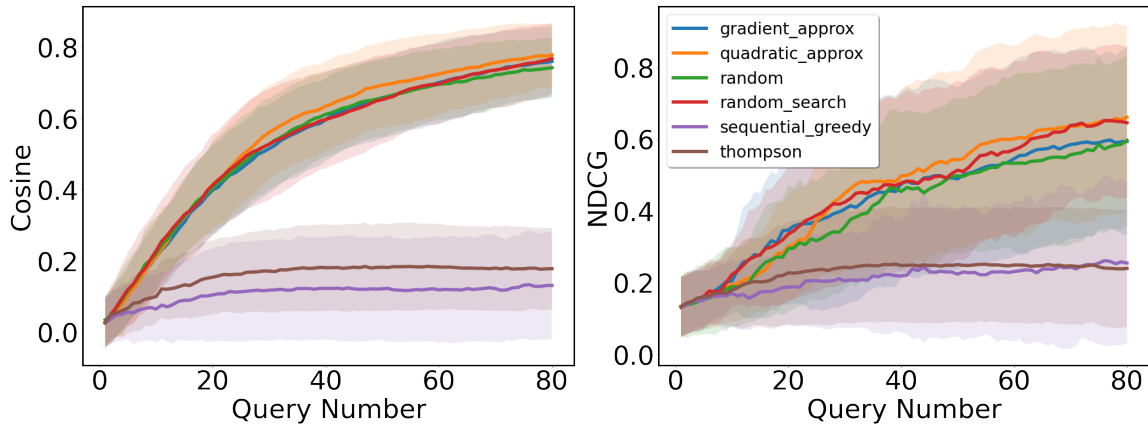 Cosine
0.8
0.6
0.4
0.2
0.0
0
20
40
60
80
Query Number
NDCG
0.8
0.6
0.4
0.2
0.0
0
20
40
60
80
Query Number
gradient_approx
quadratic_approx
random
random_search
sequential_greedy
thompson